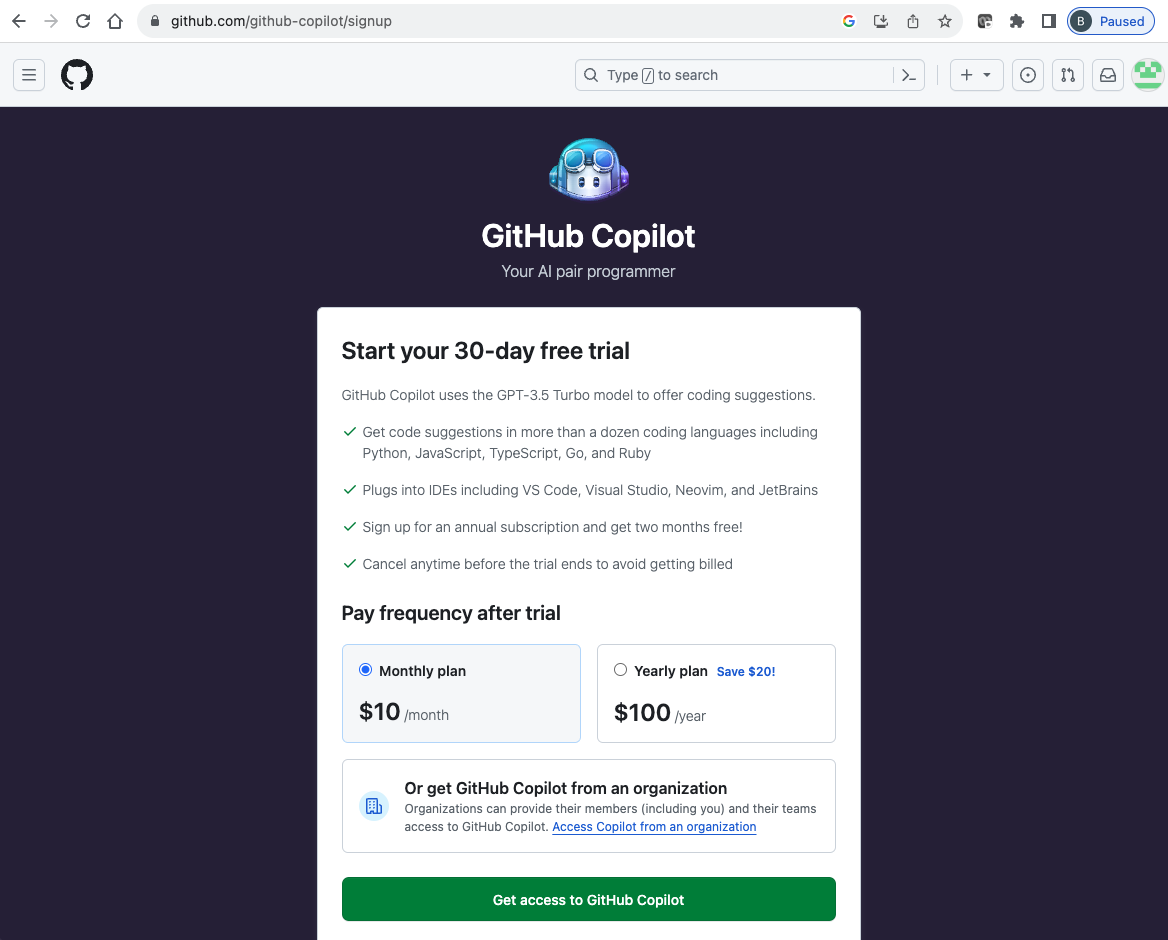 github.com/github-copilot/signup
B Paused
Type / to search
GitHub Copilot
Your AI pair programmer
Start your 30-day free trial
GitHub Copilot uses the GPT-3.5 Turbo model to offer coding suggestions.
Get code suggestions in more than a dozen coding languages including
Python, JavaScript, TypeScript, Go, and Ruby
Plugs into IDEs including VS Code, Visual Studio, Neovim, and JetBrains
Sign up for an annual subscription and get two months free!
Cancel anytime before the trial ends to avoid getting billed
Pay frequency after trial
Monthly plan
$10 /month
Yearly plan Save $20!
$100 /year
Or get GitHub Copilot from an organization
Organizations can provide their members (including you) and their teams
access to GitHub Copilot. Access Copilot from an organization
Get access to GitHub Copilot